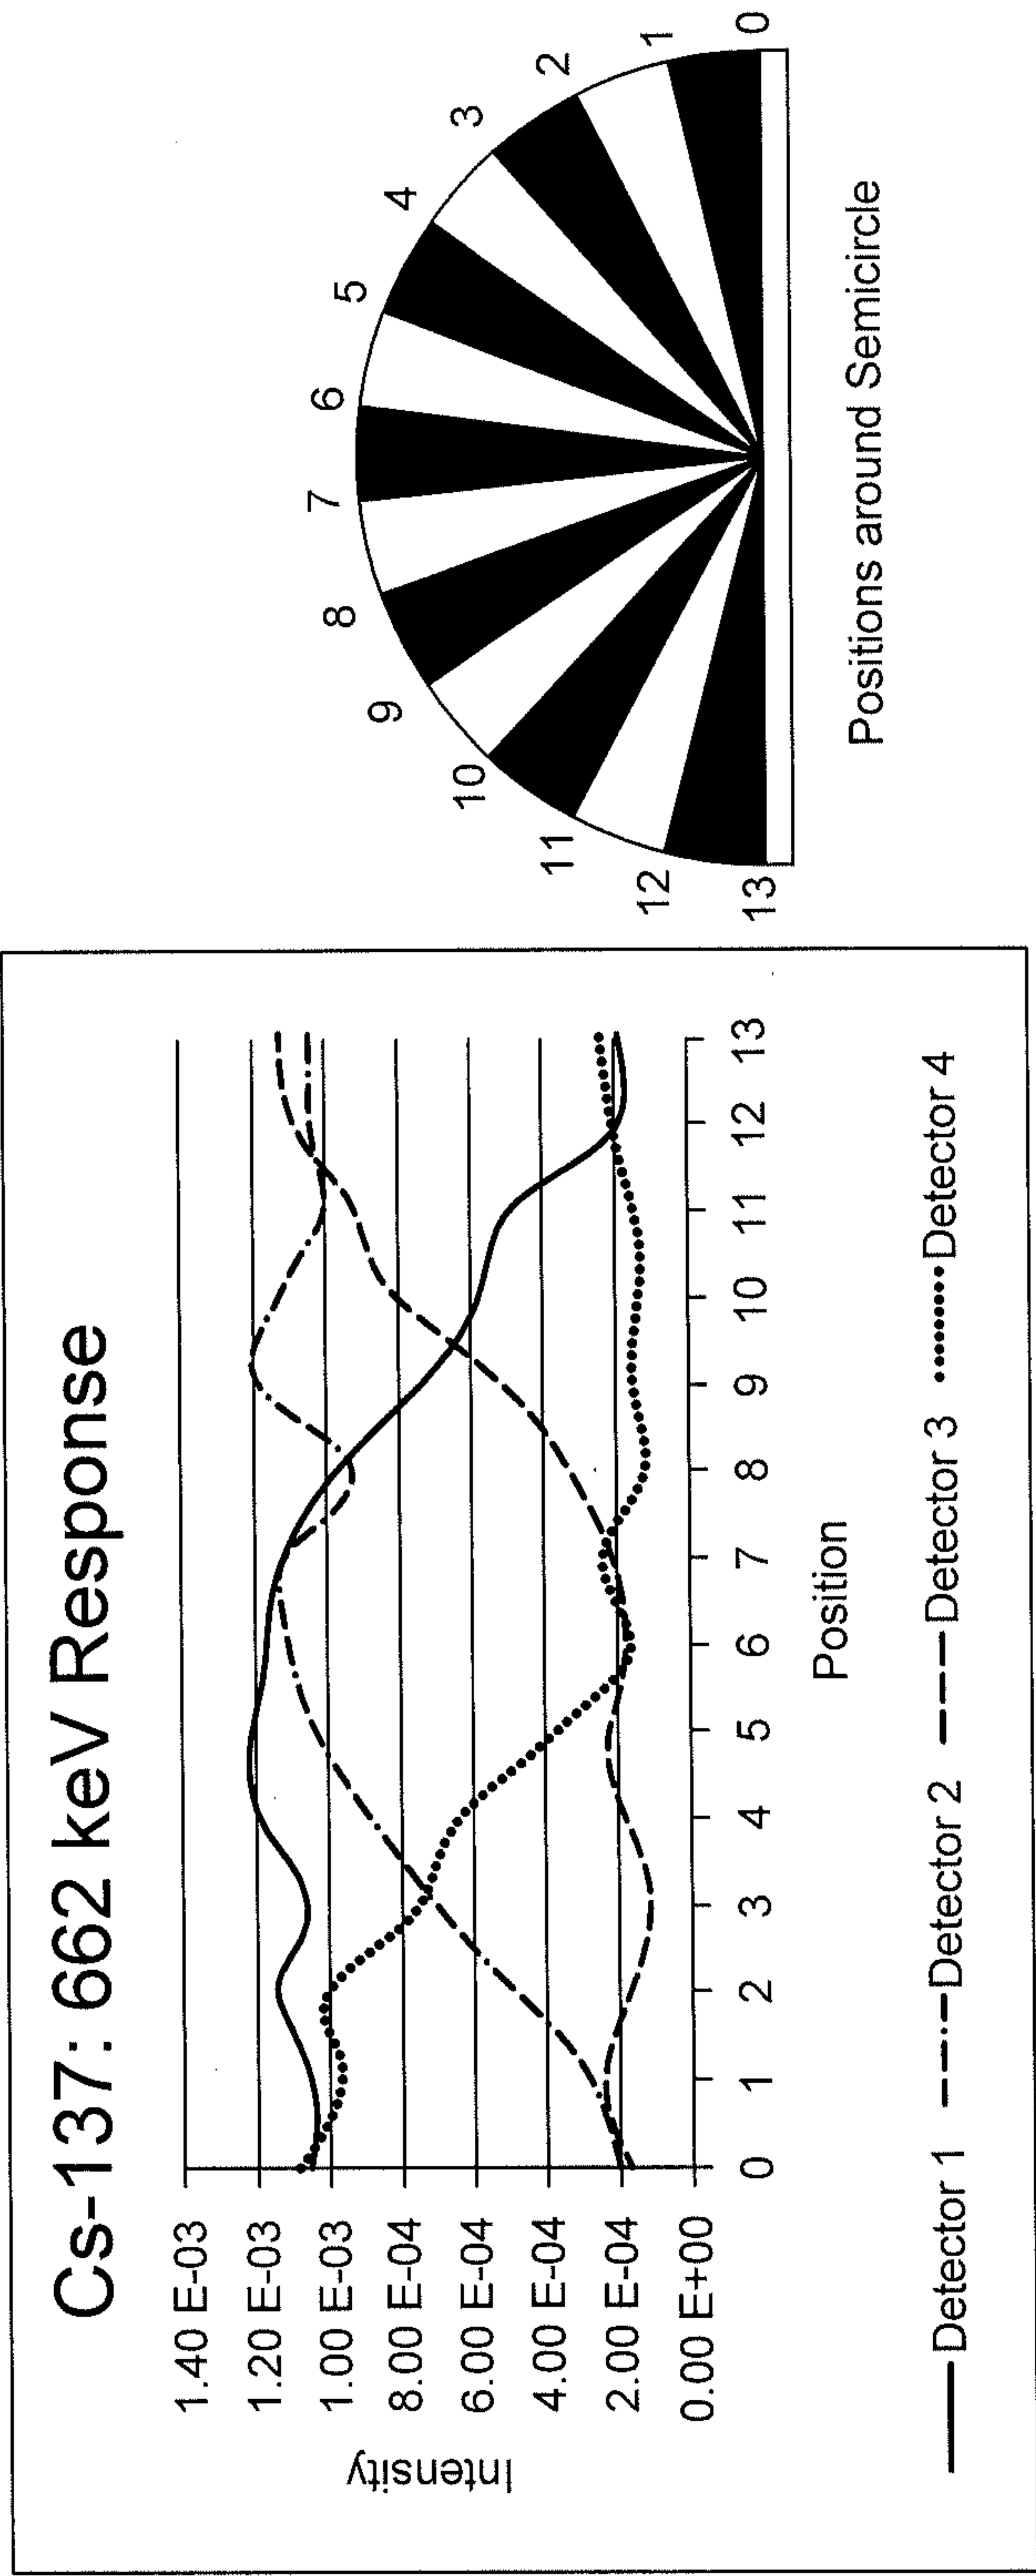 Cs-137: 662 keV Response
Intensity
1.40 E-03
1.20 E-03
1.00 E-03
8.00 E-04
6.00 E-04
4.00 E-04
2.00 E-04
0.00 E+00
0 1 2 3 4 5 6 7 8 9 10 11 12 13
Position
Detector 1 Detector 2 Detector 3 Detector 4
0
1
2
3
4
5
6
7
8
9
10
11
12
13
Positions around Semicircle